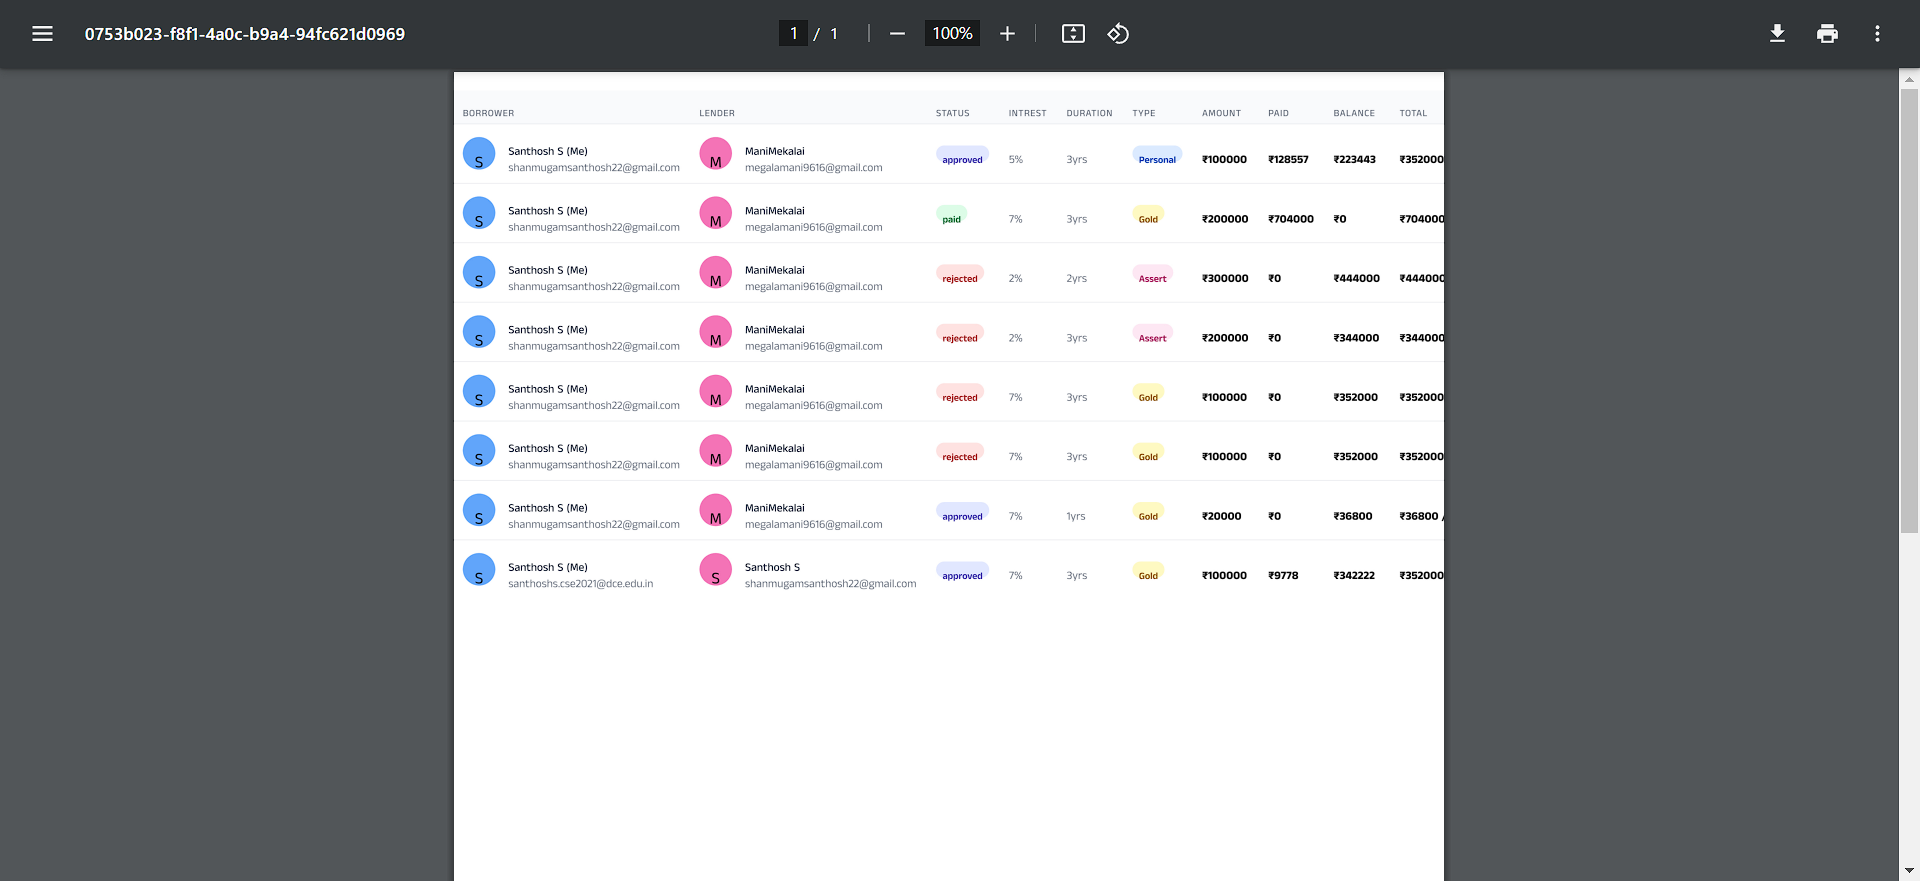 0753b023-f8f1-4a0c-b9a4-94fc621d0969 1 / 1 100%
BORROWER LENDER STATUS INTREST DURATION TYPE AMOUNT PAID BALANCE TOTAL
S Santhosh S (Me) M ManiMekalai approved 5% 3yrs Personal ₹100000 ₹128557 ₹223443 ₹352000
shanmugamsanthosh22@gmail.com megalamani9616@gmail.com
S Santhosh S (Me) M ManiMekalai paid 7% 3yrs Gold ₹200000 ₹704000 ₹0 ₹704000
shanmugamsanthosh22@gmail.com megalamani9616@gmail.com
S Santhosh S (Me) M ManiMekalai rejected 2% 2yrs Assert ₹300000 ₹0 ₹444000 ₹444000
shanmugamsanthosh22@gmail.com megalamani9616@gmail.com
S Santhosh S (Me) M ManiMekalai rejected 2% 3yrs Assert ₹200000 ₹0 ₹344000 ₹344000
shanmugamsanthosh22@gmail.com megalamani9616@gmail.com
S Santhosh S (Me) M ManiMekalai rejected 7% 3yrs Gold ₹100000 ₹0 ₹352000 ₹352000
shanmugamsanthosh22@gmail.com megalamani9616@gmail.com
S Santhosh S (Me) M ManiMekalai rejected 7% 3yrs Gold ₹100000 ₹0 ₹352000 ₹352000
shanmugamsanthosh22@gmail.com megalamani9616@gmail.com
S Santhosh S (Me) M ManiMekalai approved 7% 1yrs Gold ₹20000 ₹0 ₹36800 ₹36800 /
shanmugamsanthosh22@gmail.com megalamani9616@gmail.com
S Santhosh S (Me) S Santhosh S approved 7% 3yrs Gold ₹100000 ₹9778 ₹342222 ₹352000
santhoshs.cse2021@dce.edu.in shanmugamsanthosh22@gmail.com